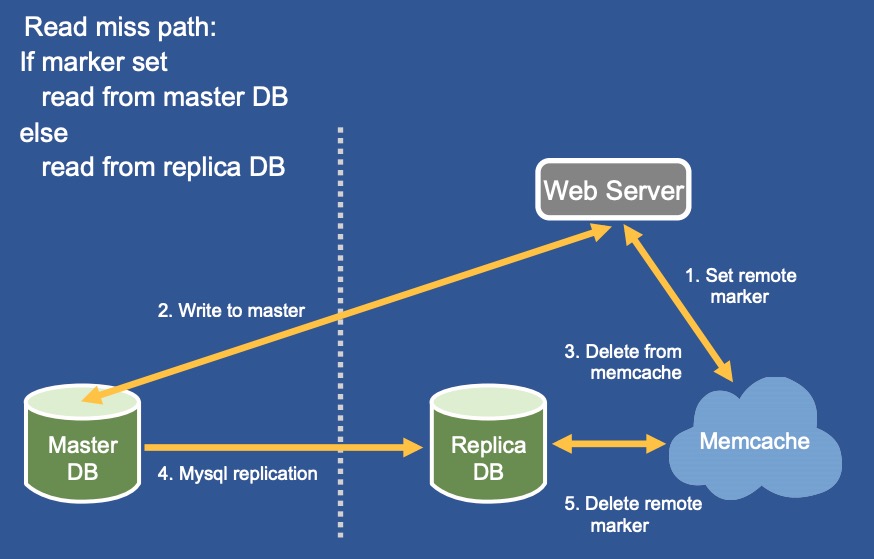 Read miss path:
If marker set
read from master DB
else
read from replica DB
Web Server
1. Set remote
marker
2. Write to master
3. Delete from
memcache
Master
DB
Replica
DB
Memcache
4. Mysql replication
5. Delete remote
marker